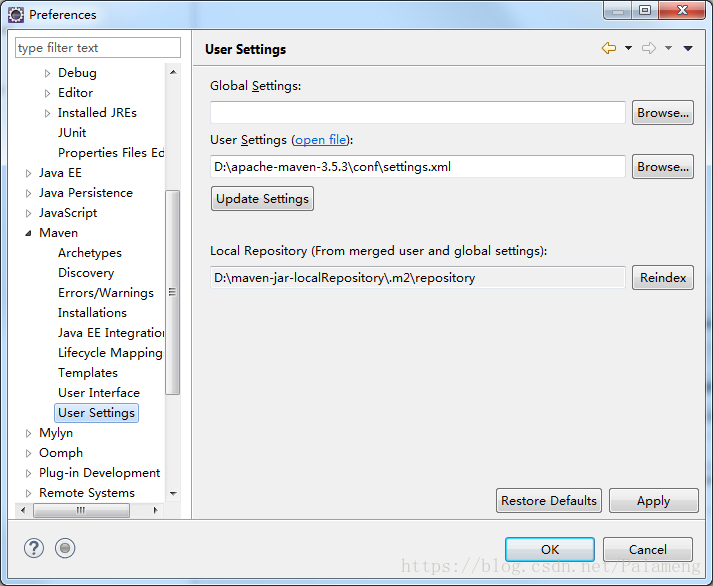 Preferences
type filter text
Debug
Editor
Installed JREs
JUnit
Properties Files Ed
Java EE
Java Persistence
JavaScript
Maven
Archetypes
Discovery
Errors/Warnings
Installations
Java EE Integration
Lifecycle Mapping
Templates
User Interface
User Settings
Mylyn
Oomph
Plug-in Development
Remote Systems
User Settings
Global Settings:
Browse...
User Settings (open file):
D:\apache-maven-3.5.3\conf\settings.xml
Browse...
Update Settings
Local Repository (From merged user and global settings):
D:\maven-jar-localRepository\.m2\repository
Reindex
Restore Defaults
Apply
OK
Cancel
https://blog.csdn.net/Palameng